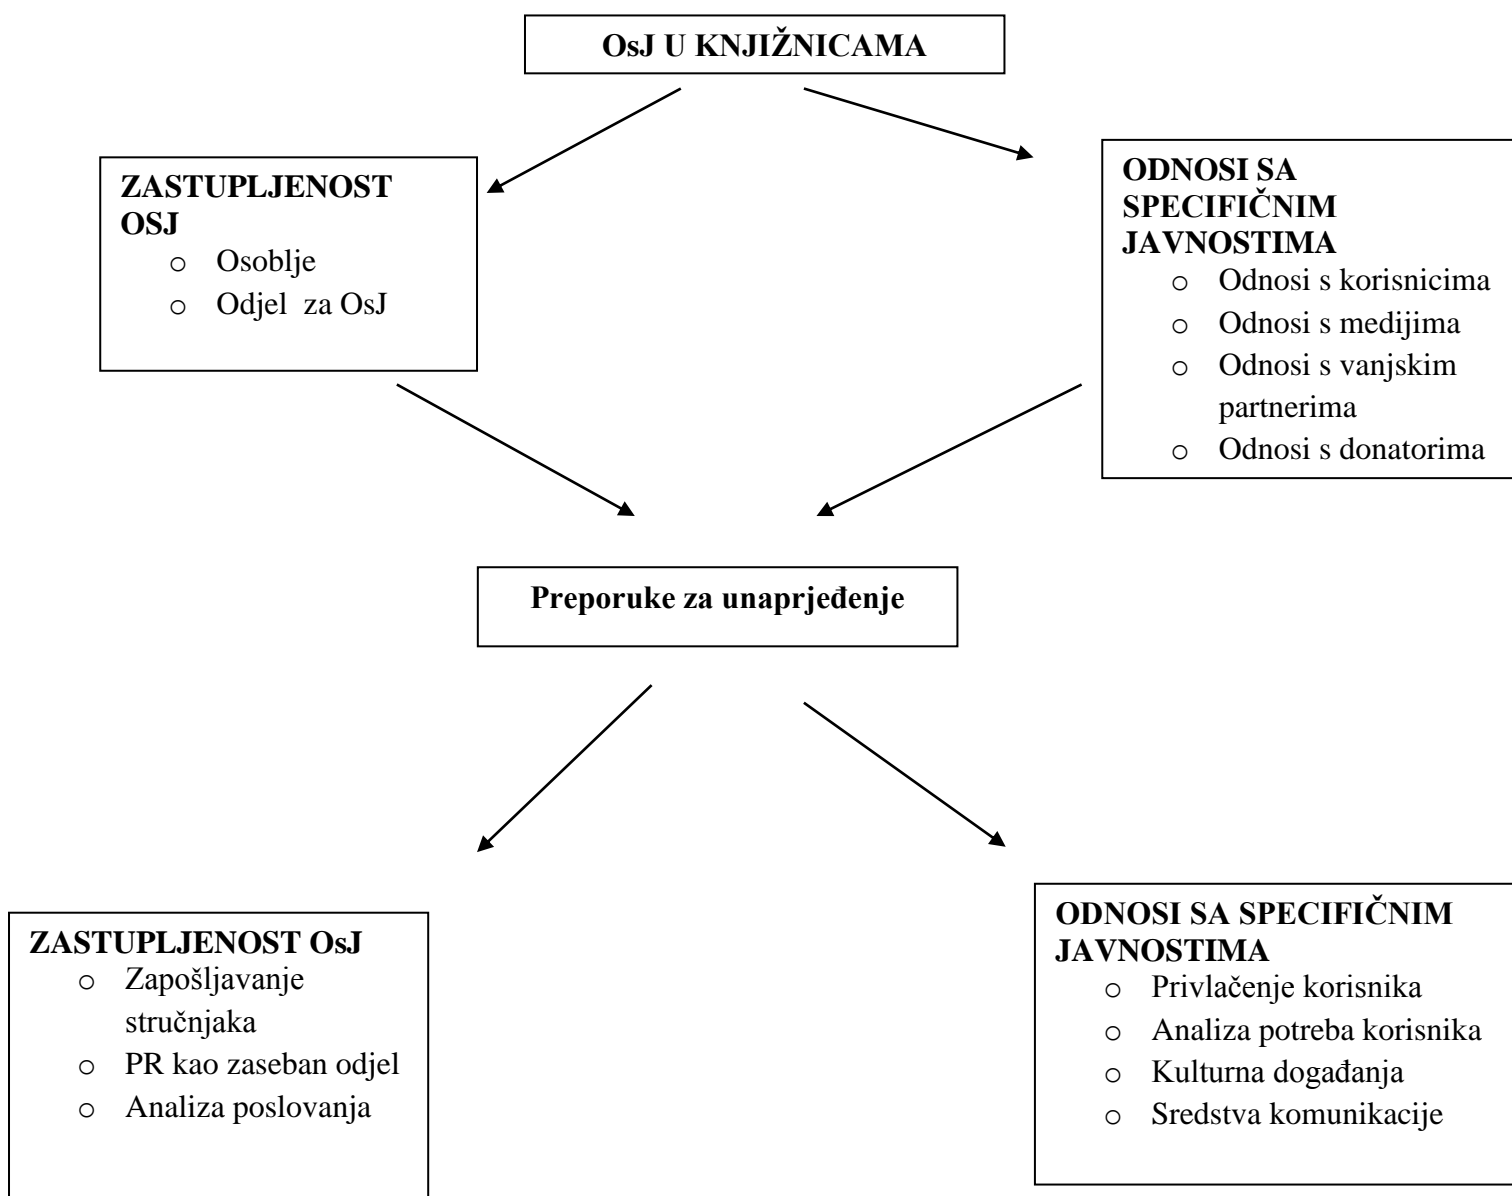 OsJ U KNJIŽNICAMA
ZASTUPLJENOST
OSJ
o Osoblje
o Odjel za OsJ
ODNOSI SA
SPECIFIČNIM
JAVNOSTIMA
o Odnosi s korisnicima
o Odnosi s medijima
o Odnosi s vanjskim
partnerima
o Odnosi s donatorima
Preporuke za unaprjeđenje
ZASTUPLJENOST OsJ
o Zapošljavanje
stručnjaka
o PR kao zaseban odjel
o Analiza poslovanja
ODNOSI SA SPECIFIČNIM
JAVNOSTIMA
o Privlačenje korisnika
o Analiza potreba korisnika
o Kulturna događanja
o Sredstva komunikacije